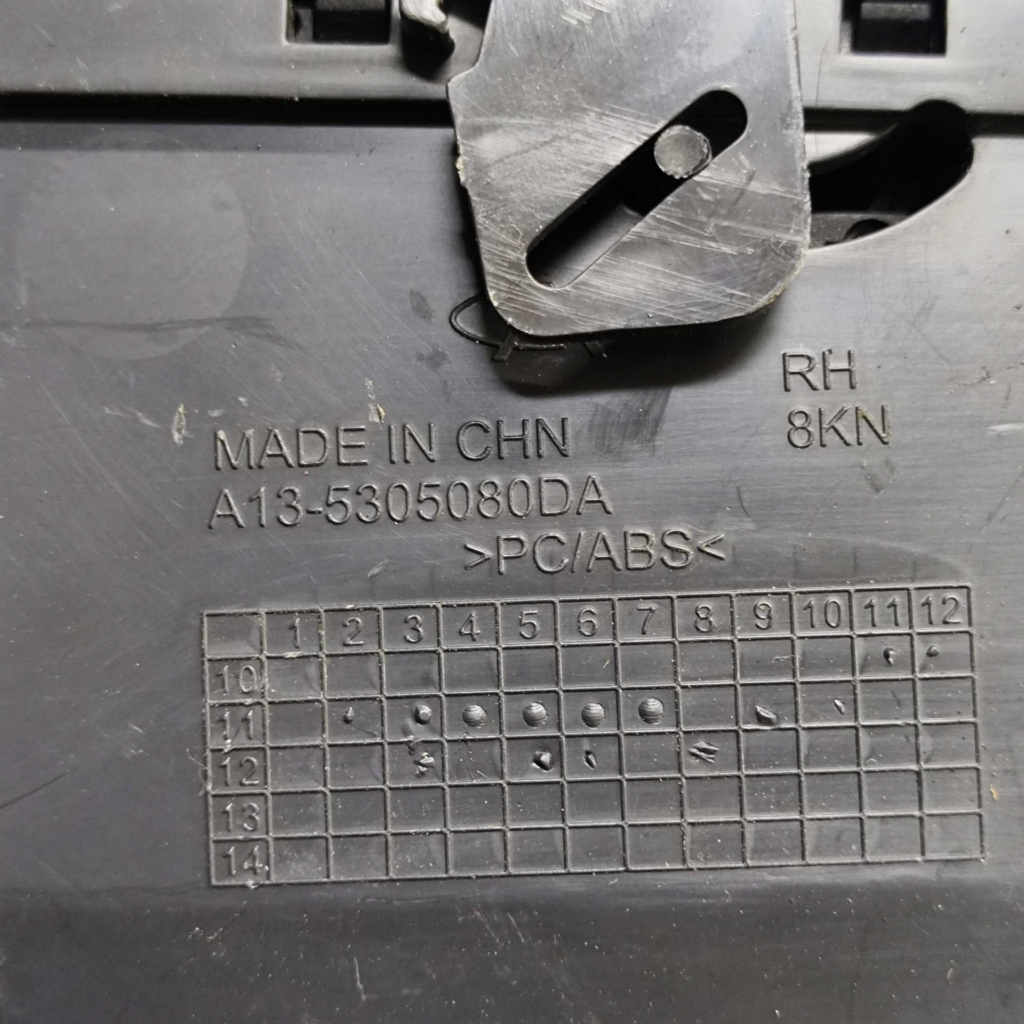 RH
8KN
MADE IN CHN
A13-5305080DA
>PC/ABS<
1 2 3 4 5 6 7 8 9 10 11 12
10
11
12
13
14